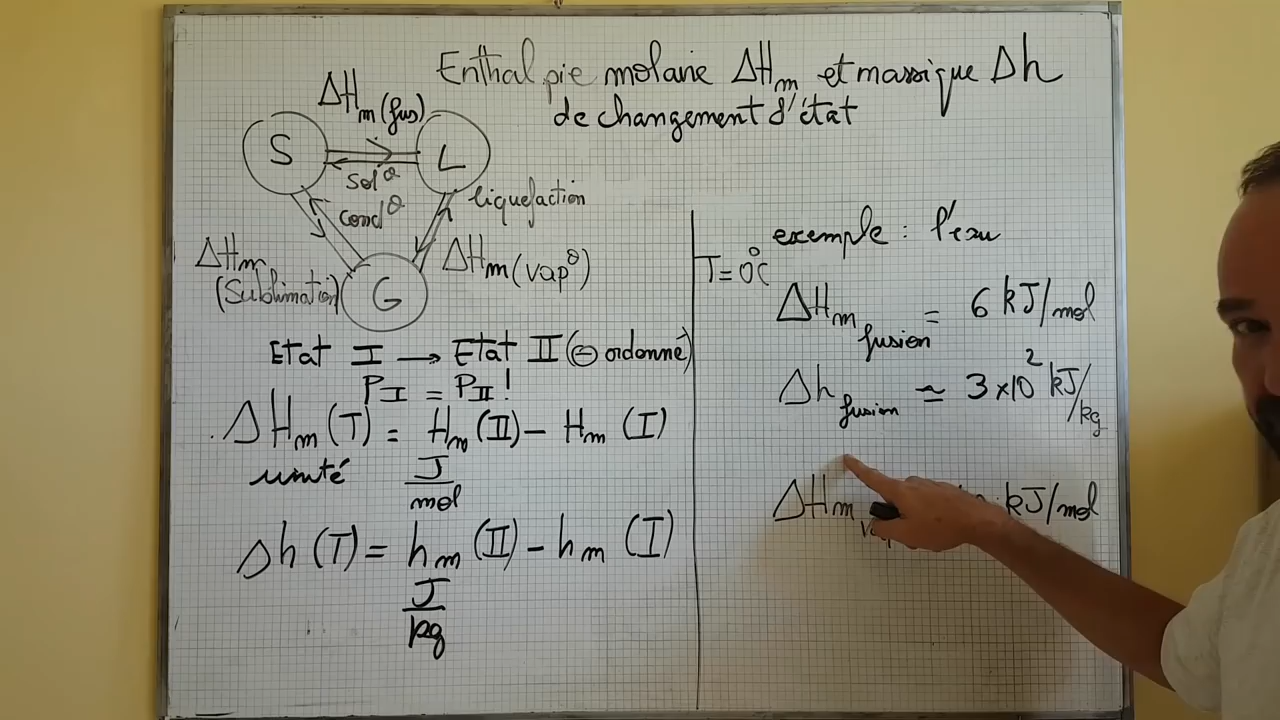 Enthalpie molaire ΔHm et massique Δh
de changement d'état
ΔHm(fus)
S
L
Sol°
cond°
liquefaction
ΔHm
(Sublimation)
G
ΔHm(vap°)
Etat I → Etat II (⊖ ordonné)
PI = PII !
ΔHm(T) = Hm(II) - Hm(I)
unité
J/mol
Δh(T) = hm(II) - hm(I)
J/kg
exemple : l'eau
T=0°C
ΔHm fusion = 6 kJ/mol
Δh fusion ≃ 3×10² kJ/kg
ΔHm kJ/mol